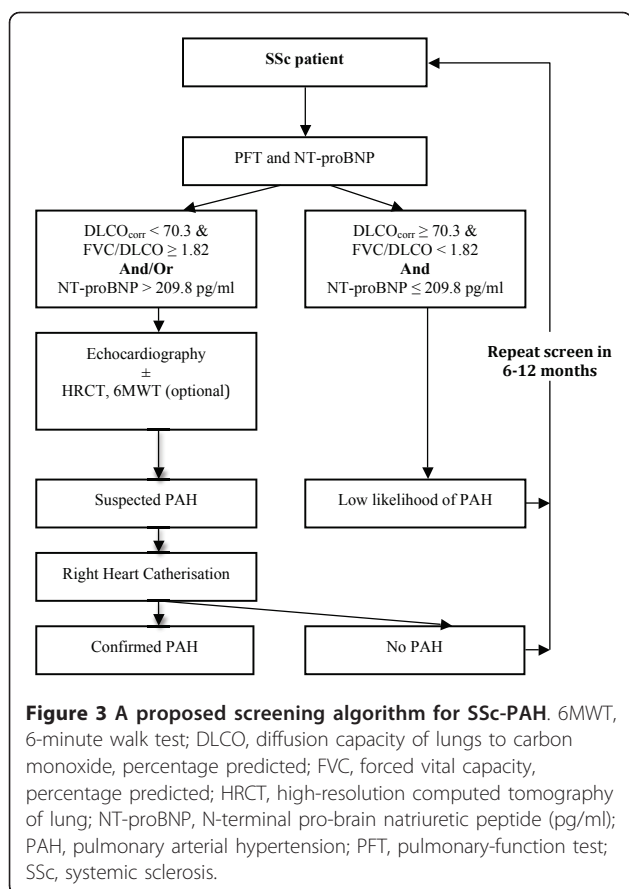 SSc patient
PFT and NT-proBNP
DLCOcorr < 70.3 &
FVC/DLCO ≥ 1.82
And/Or
NT-proBNP > 209.8 pg/ml
DLCOcorr ≥ 70.3 &
FVC/DLCO < 1.82
And
NT-proBNP ≤ 209.8 pg/ml
Echocardiography
±
HRCT, 6MWT (optional)
Repeat screen in
6-12 months
Suspected PAH
Low likelihood of PAH
Right Heart Catherisation
Confirmed PAH
No PAH
Figure 3 A proposed screening algorithm for SSc-PAH. 6MWT,
6-minute walk test; DLCO, diffusion capacity of lungs to carbon
monoxide, percentage predicted; FVC, forced vital capacity,
percentage predicted; HRCT, high-resolution computed tomography
of lung; NT-proBNP, N-terminal pro-brain natriuretic peptide (pg/ml);
PAH, pulmonary arterial hypertension; PFT, pulmonary-function test;
SSc, systemic sclerosis.